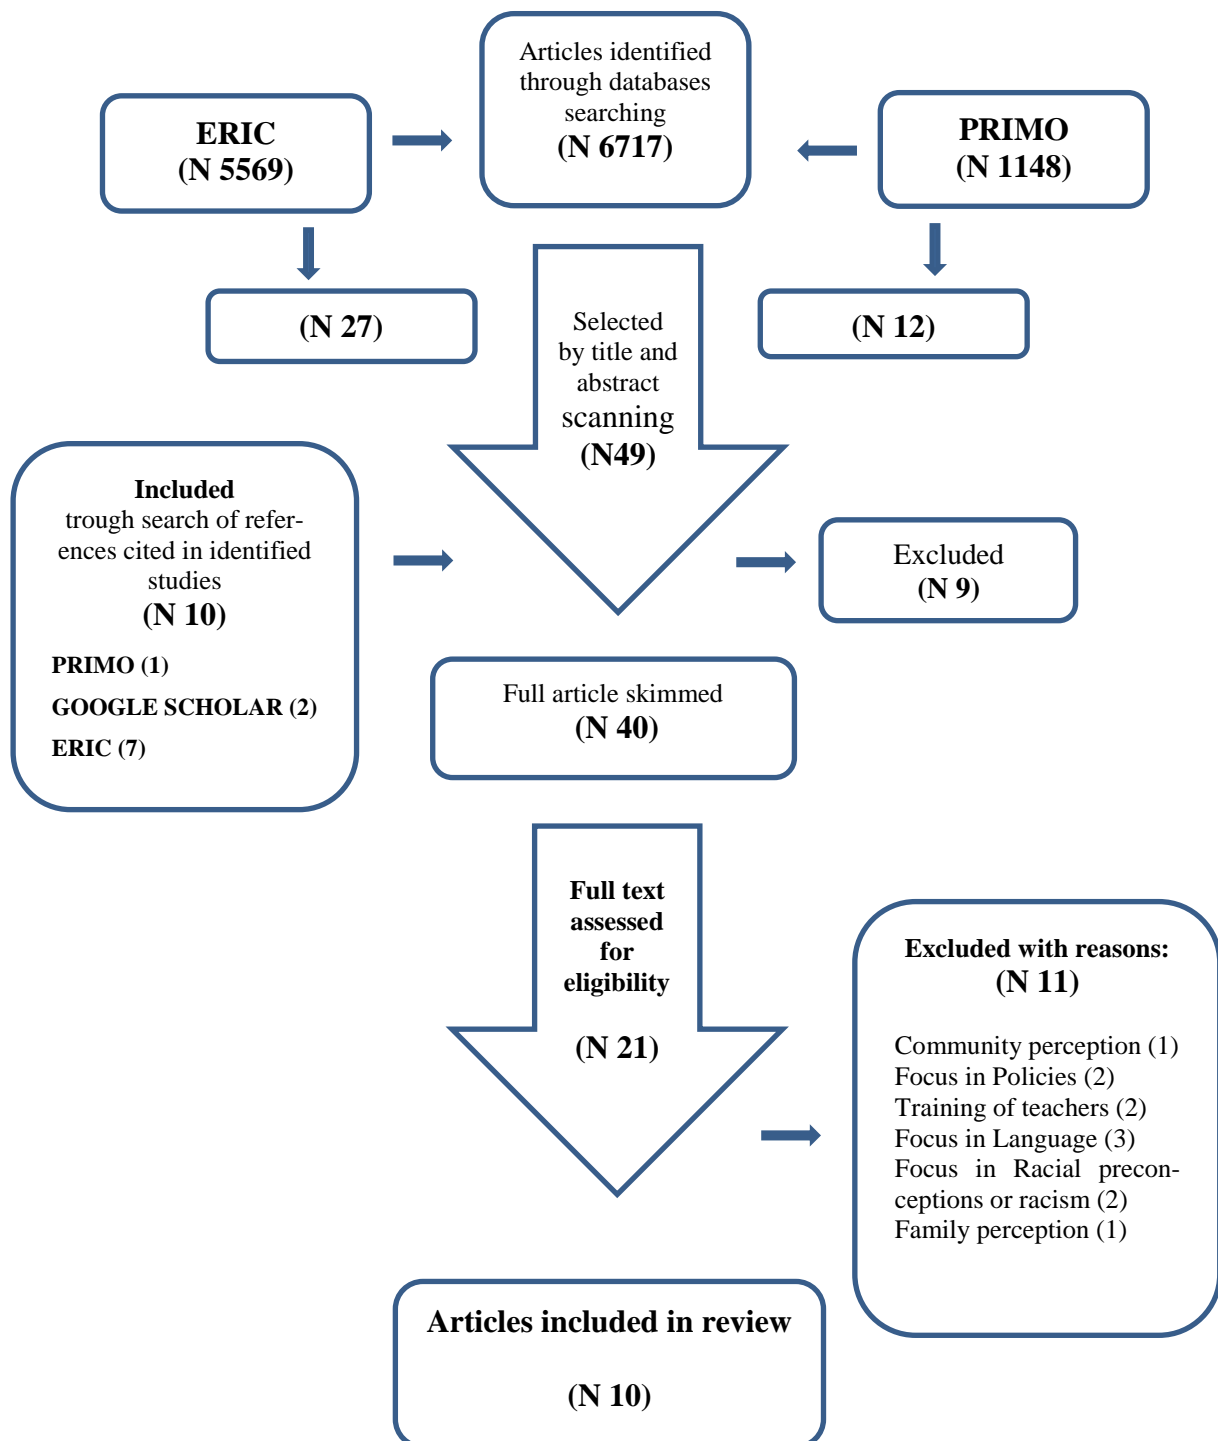 Articles identified
through databases
searching
(N 6717)
ERIC
(N 5569)
PRIMO
(N 1148)
(N 27)
(N 12)
Selected
by title and
abstract
scanning
(N49)
Included
trough search of refer-
ences cited in identified
studies
(N 10)
PRIMO (1)
GOOGLE SCHOLAR (2)
ERIC (7)
Excluded
(N 9)
Full article skimmed
(N 40)
Full text
assessed
for
eligibility
(N 21)
Excluded with reasons:
(N 11)
Community perception (1)
Focus in Policies (2)
Training of teachers (2)
Focus in Language (3)
Focus in Racial precon-
ceptions or racism (2)
Family perception (1)
Articles included in review
(N 10)